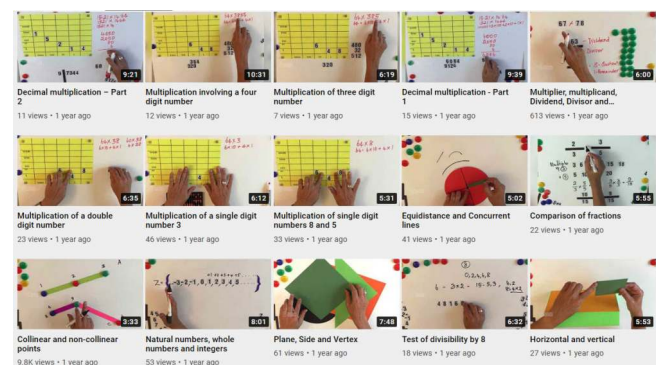 9:21
10:31
6:19
9:39
6:00
Decimal multiplication – Part
2
11 views • 1 year ago
Multiplication involving a four
digit number
12 views • 1 year ago
Multiplication of three digit
number
7 views • 1 year ago
Decimal multiplication - Part
1
15 views • 1 year ago
Multiplier, multiplicand,
Dividend, Divisor and...
613 views • 1 year ago
6:35
6:12
5:31
5:02
5:55
Multiplication of a double
digit number
23 views • 1 year ago
Multiplication of a single digit
number 3
46 views • 1 year ago
Multiplication of single digit
numbers 8 and 5
33 views • 1 year ago
Equidistance and Concurrent
lines
41 views • 1 year ago
Comparison of fractions
22 views • 1 year ago
3:33
8:01
7:48
6:32
5:53
Collinear and non-collinear
points
9.8K views • 1 year ago
Natural numbers, whole
numbers and integers
53 views • 1 year ago
Plane, Side and Vertex
61 views • 1 year ago
Test of divisibility by 8
18 views • 1 year ago
Horizontal and vertical
27 views • 1 year ago